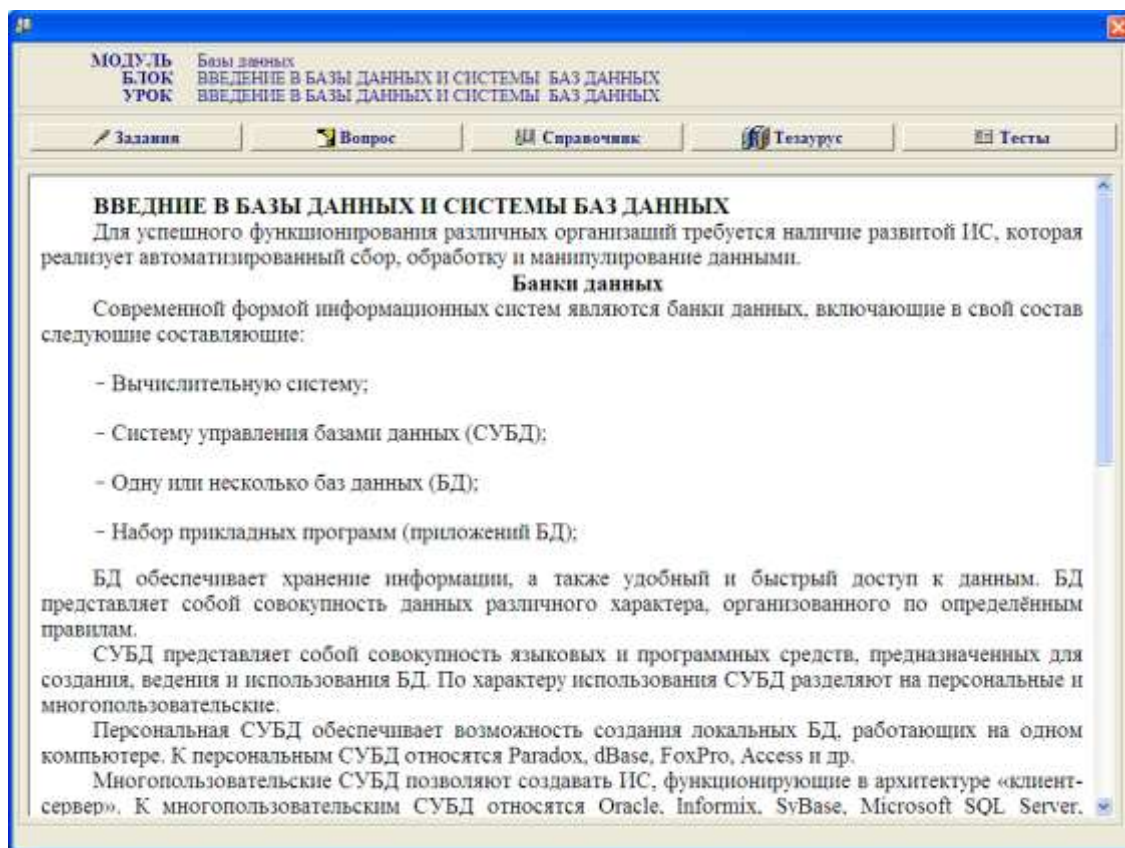 МОДУЛЬ Базы данных
БЛОК ВВЕДЕНИЕ В БАЗЫ ДАННЫХ И СИСТЕМЫ БАЗ ДАННЫХ
УРОК ВВЕДЕНИЕ В БАЗЫ ДАННЫХ И СИСТЕМЫ БАЗ ДАННЫХ
Задания Вопрос Справочник Тезаурус Тесты
ВВЕДНИЕ В БАЗЫ ДАННЫХ И СИСТЕМЫ БАЗ ДАННЫХ
Для успешного функционирования различных организаций требуется наличие развитой ИС, которая
реализует автоматизированный сбор, обработку и манипулирование данными.
Банки данных
Современной формой информационных систем являются банки данных, включающие в свой состав
следующие составляющие:
− Вычислительную систему;
− Систему управления базами данных (СУБД);
− Одну или несколько баз данных (БД);
− Набор прикладных программ (приложений БД);
БД обеспечивает хранение информации, а также удобный и быстрый доступ к данным. БД
представляет собой совокупность данных различного характера, организованного по определённым
правилам.
СУБД представляет собой совокупность языковых и программных средств, предназначенных для
создания, ведения и использования БД. По характеру использования СУБД разделяют на персональные и
многопользовательские.
Персональная СУБД обеспечивает возможность создания локальных БД, работающих на одном
компьютере. К персональным СУБД относятся Paradox, dBase, FoxPro, Access и др.
Многопользовательские СУБД позволяют создавать ИС, функционирующие в архитектуре «клиент-
сервер». К многопользовательским СУБД относятся Oracle, Informix, SyBase, Microsoft SQL Server,